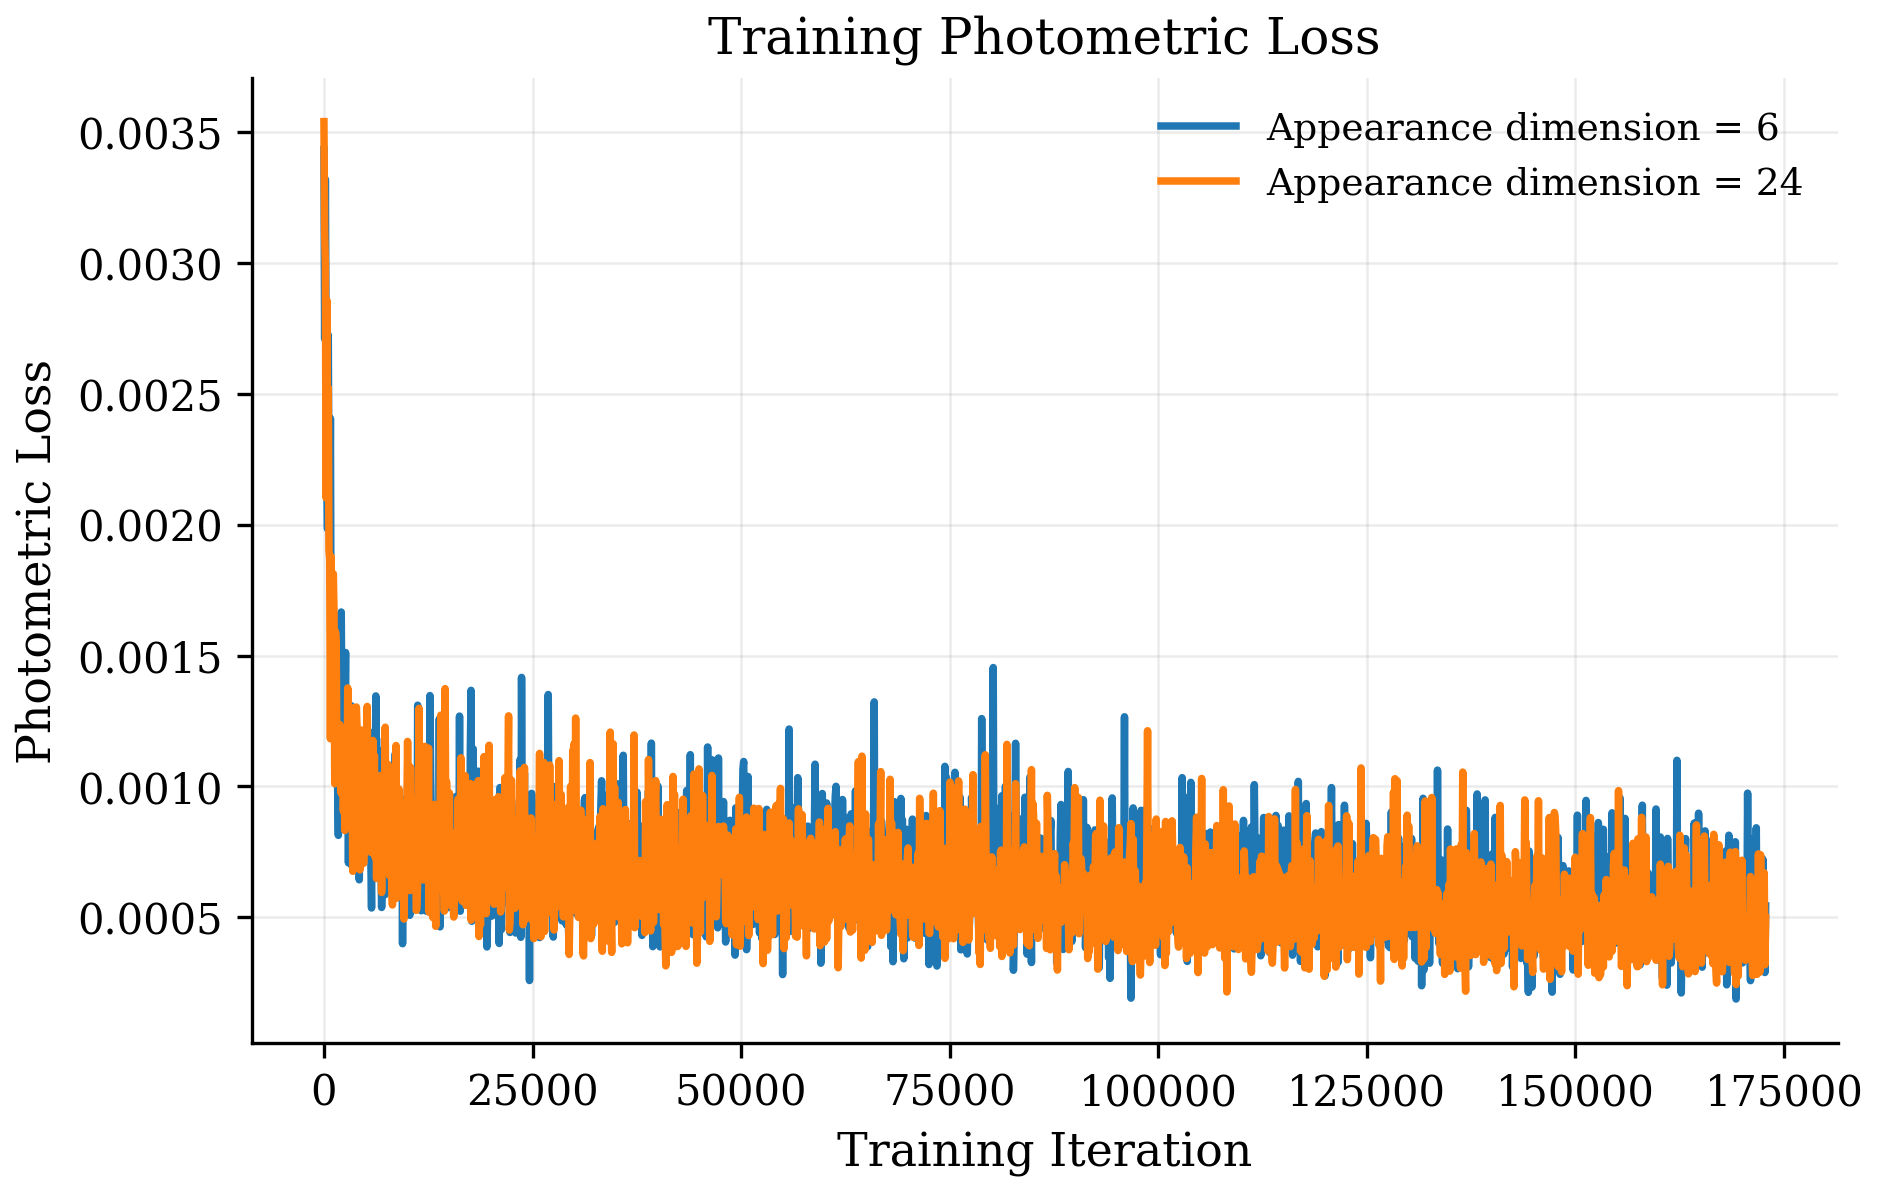 Training Photometric Loss
Appearance dimension = 6
Appearance dimension = 24
Photometric Loss
0.0035
0.0030
0.0025
0.0020
0.0015
0.0010
0.0005
0 25000 50000 75000 100000 125000 150000 175000
Training Iteration